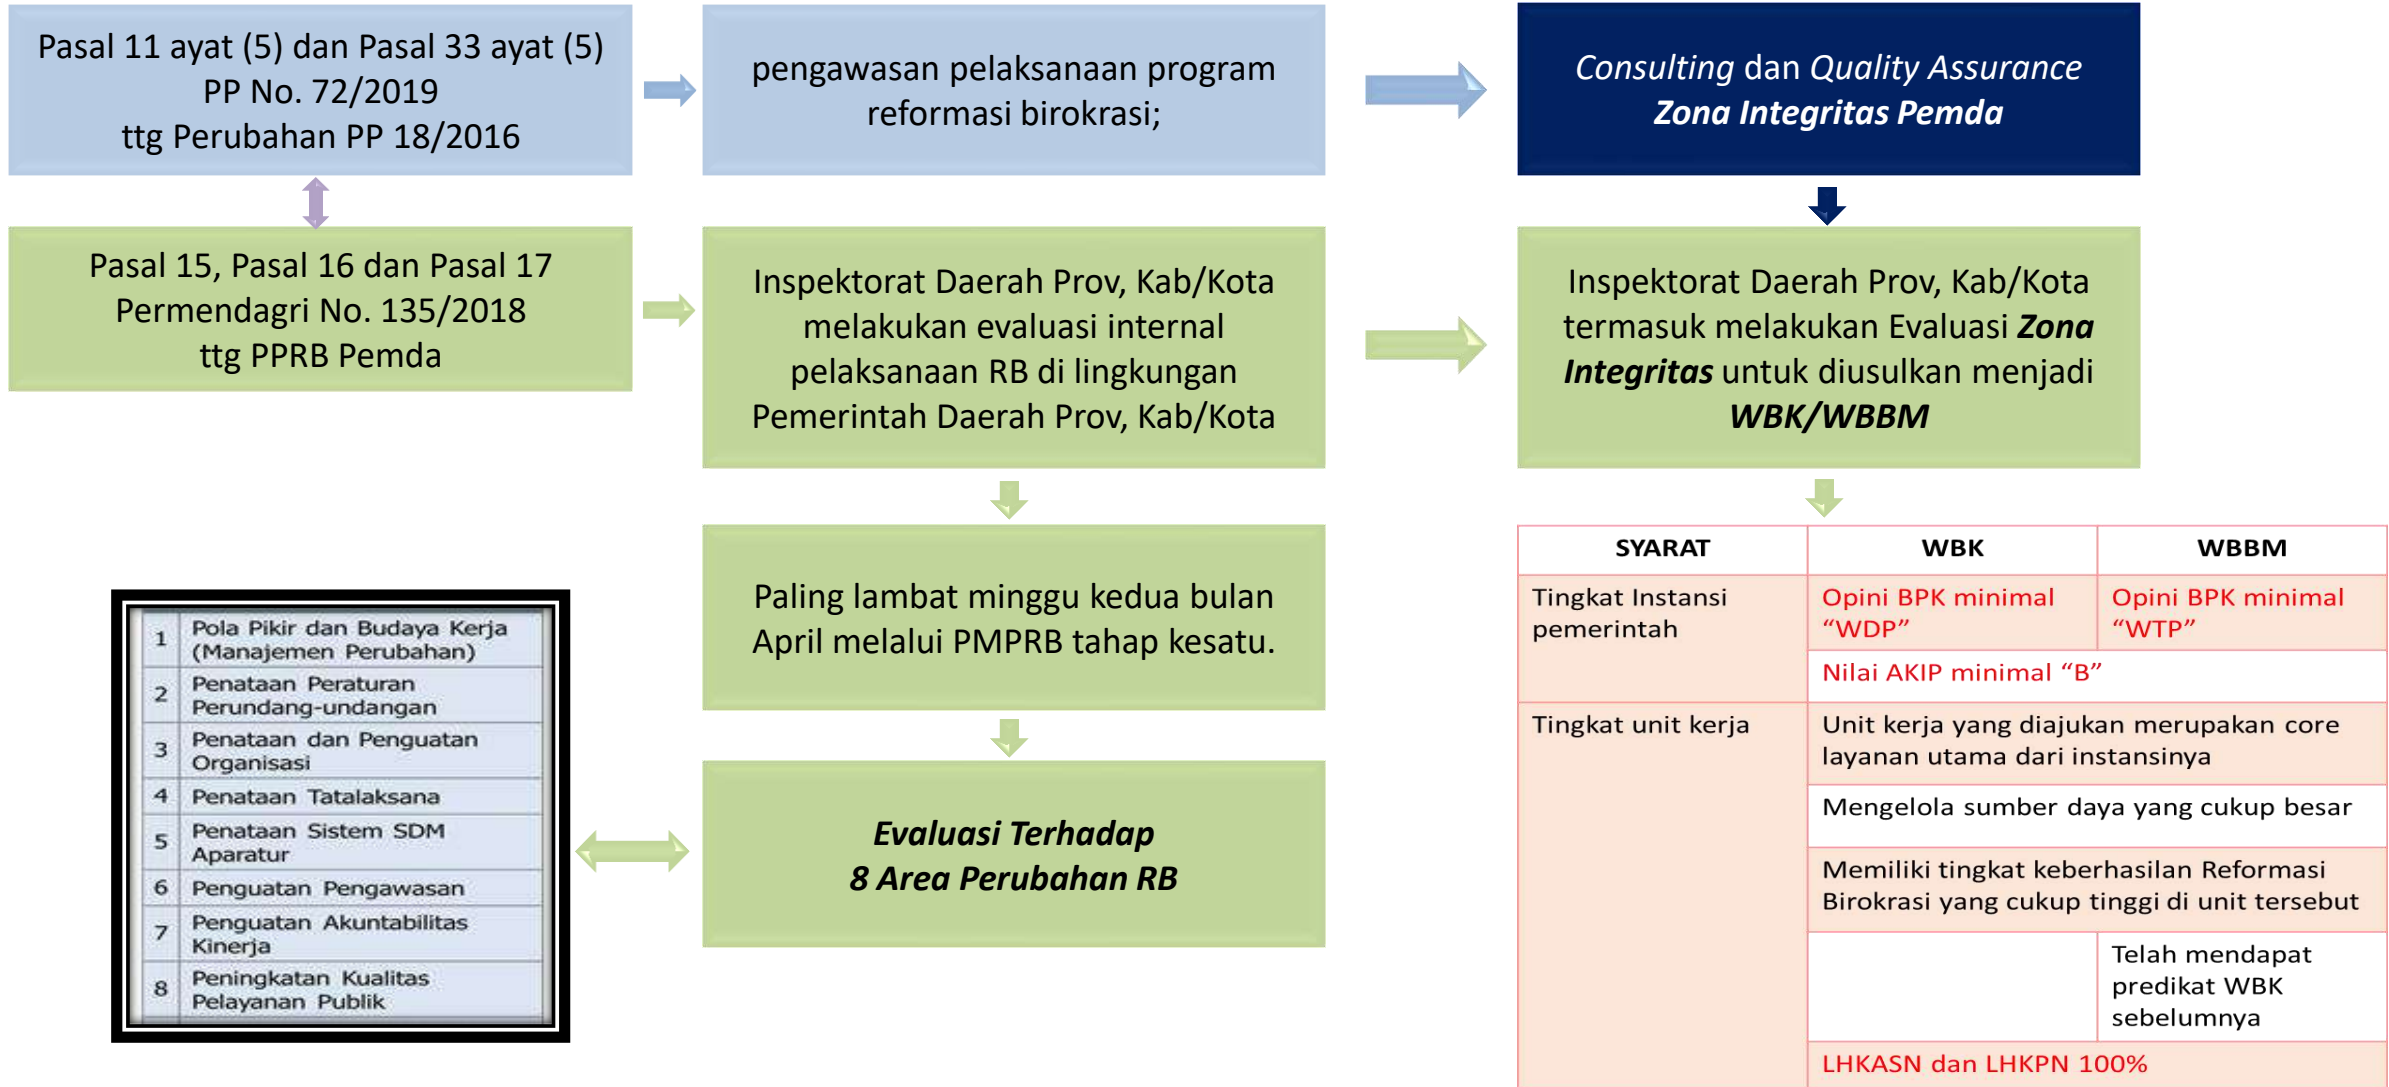 Pasal 11 ayat (5) dan Pasal 33 ayat (5)
PP No. 72/2019
ttg Perubahan PP 18/2016
pengawasan pelaksanaan program
reformasi birokrasi;
Consulting dan Quality Assurance
Zona Integritas Pemda
Pasal 15, Pasal 16 dan Pasal 17
Permendagri No. 135/2018
ttg PPRB Pemda
Inspektorat Daerah Prov, Kab/Kota
melakukan evaluasi internal
pelaksanaan RB di lingkungan
Pemerintah Daerah Prov, Kab/Kota
Inspektorat Daerah Prov, Kab/Kota
termasuk melakukan Evaluasi Zona
Integritas untuk diusulkan menjadi
WBK/WBBM
Paling lambat minggu kedua bulan
April melalui PMPRB tahap kesatu.
Evaluasi Terhadap
8 Area Perubahan RB
1 Pola Pikir dan Budaya Kerja
(Manajemen Perubahan)
2 Penataan Peraturan
Perundang-undangan
3 Penataan dan Penguatan
Organisasi
4 Penataan Tatalaksana
5 Penataan Sistem SDM
Aparatur
6 Penguatan Pengawasan
7 Penguatan Akuntabilitas
Kinerja
8 Peningkatan Kualitas
Pelayanan Publik
SYARAT WBK WBBM
Tingkat Instansi
pemerintah
Opini BPK minimal
“WDP”
Opini BPK minimal
“WTP”
Nilai AKIP minimal “B”
Tingkat unit kerja
Unit kerja yang diajukan merupakan core
layanan utama dari instansinya
Mengelola sumber daya yang cukup besar
Memiliki tingkat keberhasilan Reformasi
Birokrasi yang cukup tinggi di unit tersebut
Telah mendapat
predikat WBK
sebelumnya
LHKASN dan LHKPN 100%